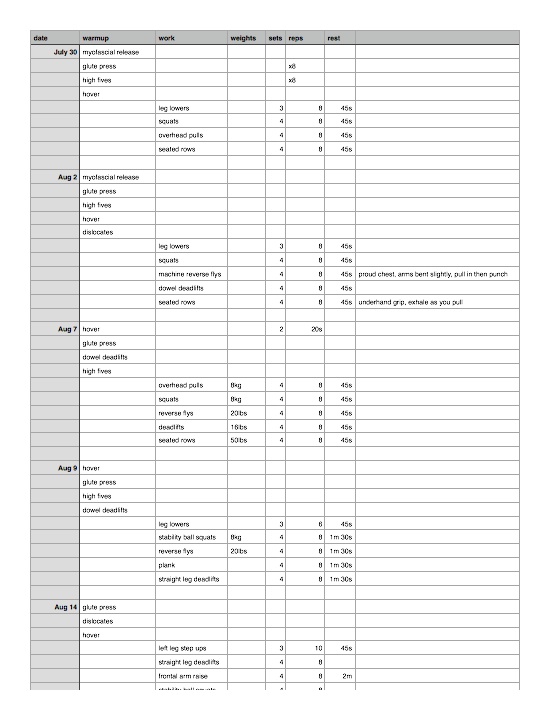 date warmup work weights sets reps rest
July 30 myofascial release
glute press x8
high fives x8
hover
leg lowers 3 8 45s
squats 4 8 45s
overhead pulls 4 8 45s
seated rows 4 8 45s
Aug 2 myofascial release
glute press
high fives
hover
dislocates
leg lowers 3 8 45s
squats 4 8 45s
machine reverse flys 4 8 45s proud chest, arms bent slightly, pull in then punch
dowel deadlifts 4 8 45s
seated rows 4 8 45s underhand grip, exhale as you pull
Aug 7 hover 2 20s
glute press
dowel deadlifts
high fives
overhead pulls 8kg 4 8 45s
squats 8kg 4 8 45s
reverse flys 20lbs 4 8 45s
deadlifts 16lbs 4 8 45s
seated rows 50lbs 4 8 45s
Aug 9 hover
glute press
high fives
dowel deadlifts
leg lowers 3 6 45s
stability ball squats 8kg 4 8 1m 30s
reverse flys 20lbs 4 8 1m 30s
plank 4 8 1m 30s
straight leg deadlifts 4 8 1m 30s
Aug 14 glute press
dislocates
hover
left leg step ups 3 10 45s
straight leg deadlifts 4 8
frontal arm raise 4 8 2m
stability ball squats 4 8